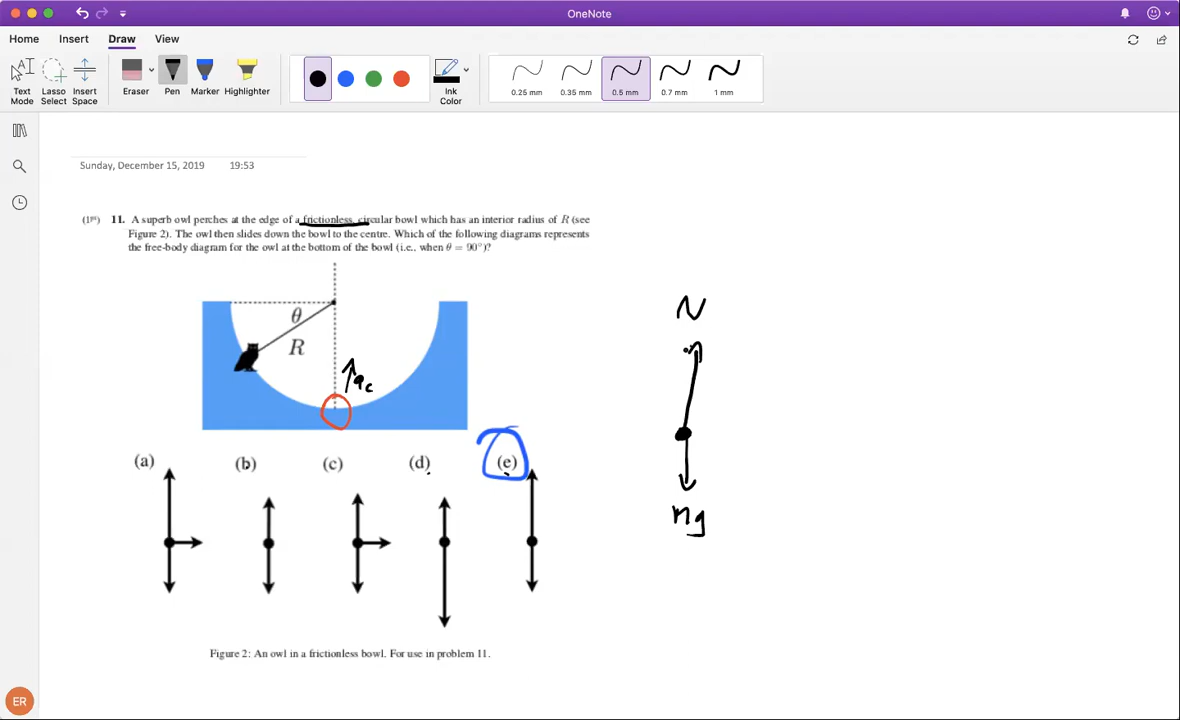 OneNote
Home Insert Draw View
Text Mode
Lasso Select
Insert Space
Eraser
Pen
Marker
Highlighter
Ink Color
0.25 mm
0.35 mm
0.5 mm
0.7 mm
1 mm
Sunday, December 15, 2019 19:53
(1pt) 11. A superb owl perches at the edge of a frictionless, circular bowl which has an interior radius of R (see
Figure 2). The owl then slides down the bowl to the centre. Which of the following diagrams represents
the free-body diagram for the owl at the bottom of the bowl (i.e., when θ = 90°)?
θ
R
ac
N
mg
(a) (b) (c) (d) (e)
Figure 2: An owl in a frictionless bowl. For use in problem 11.
ER